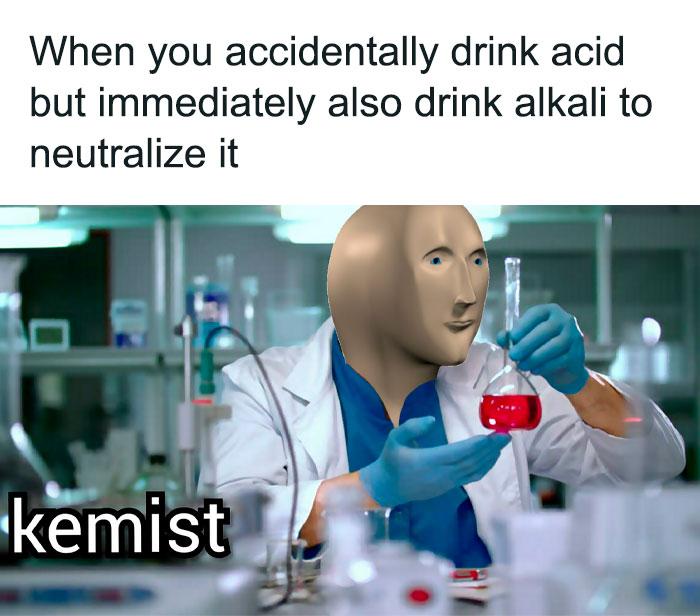 When you accidentally drink acid
but immediately also drink alkali to
neutralize it
kemist